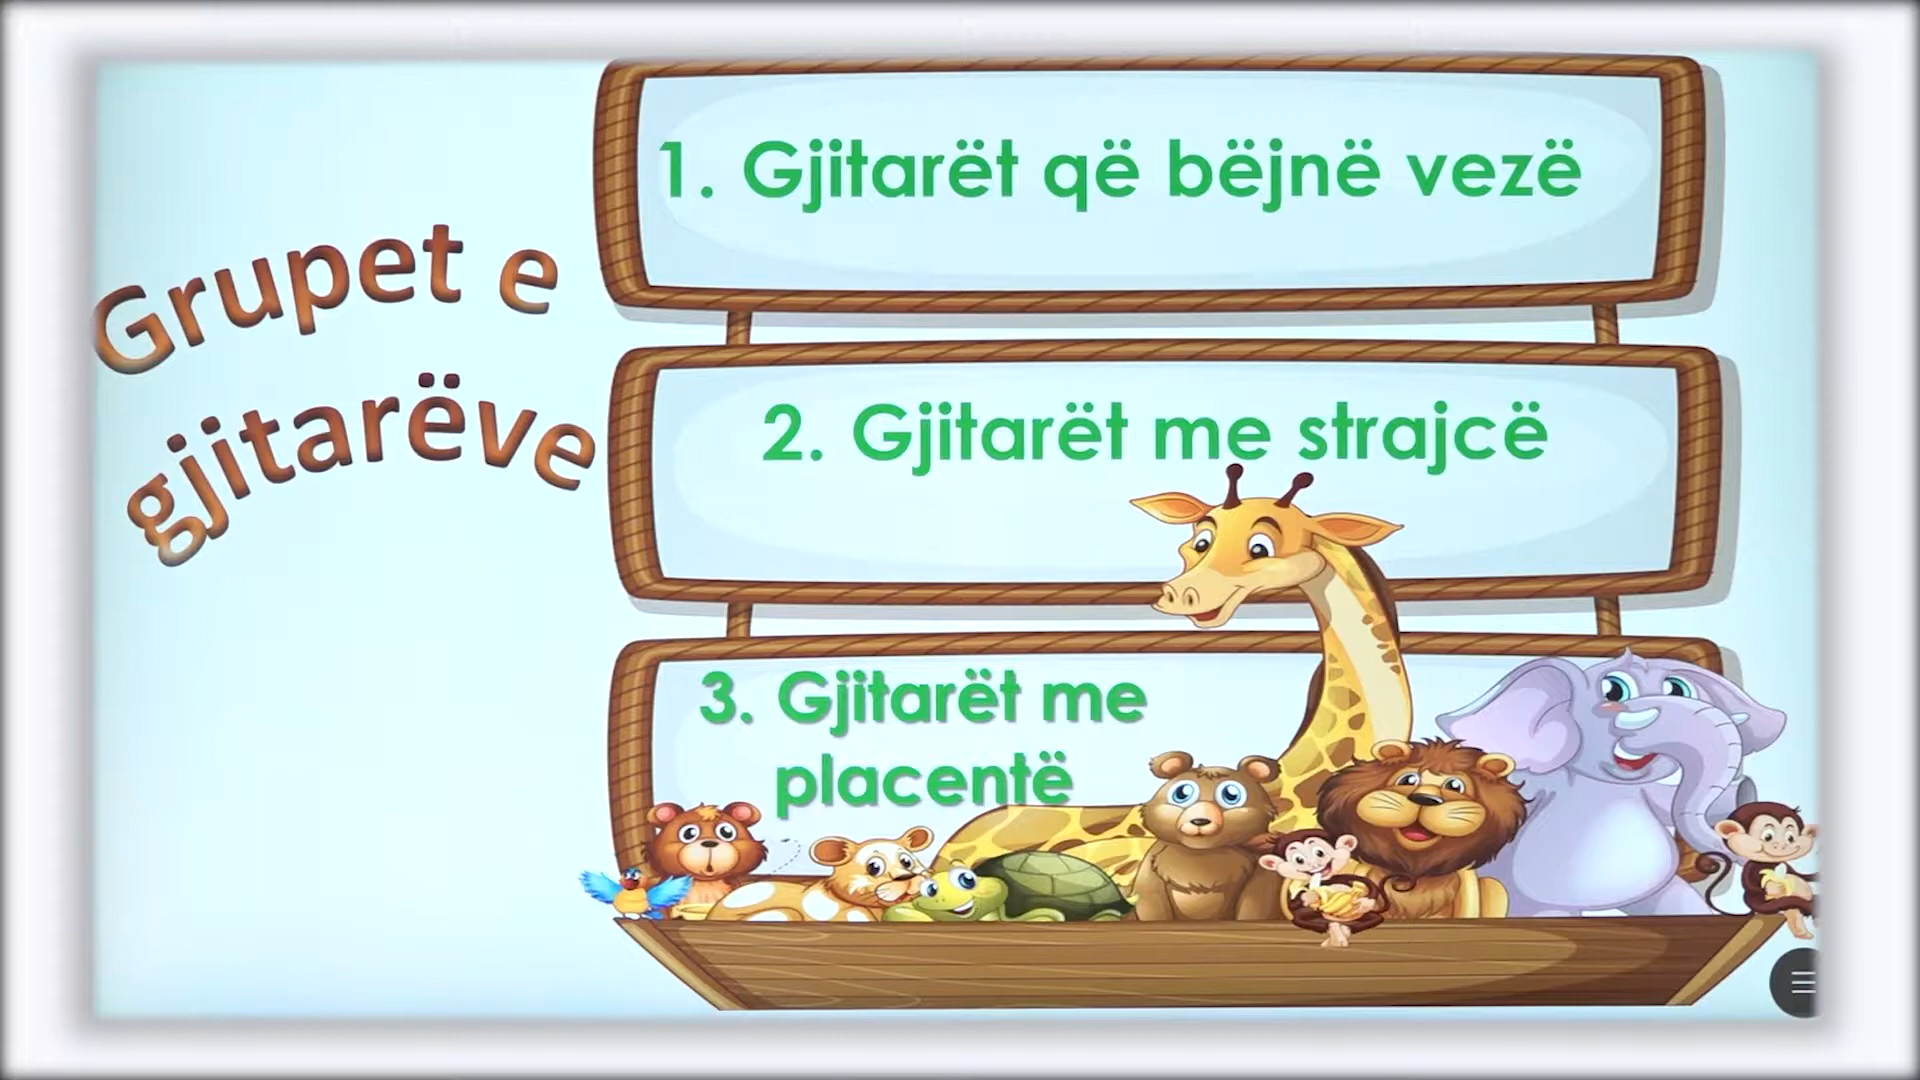 Grupet e
gjitarëve
1. Gjitarët që bëjnë vezë
2. Gjitarët me strajcë
3. Gjitarët me
placentë